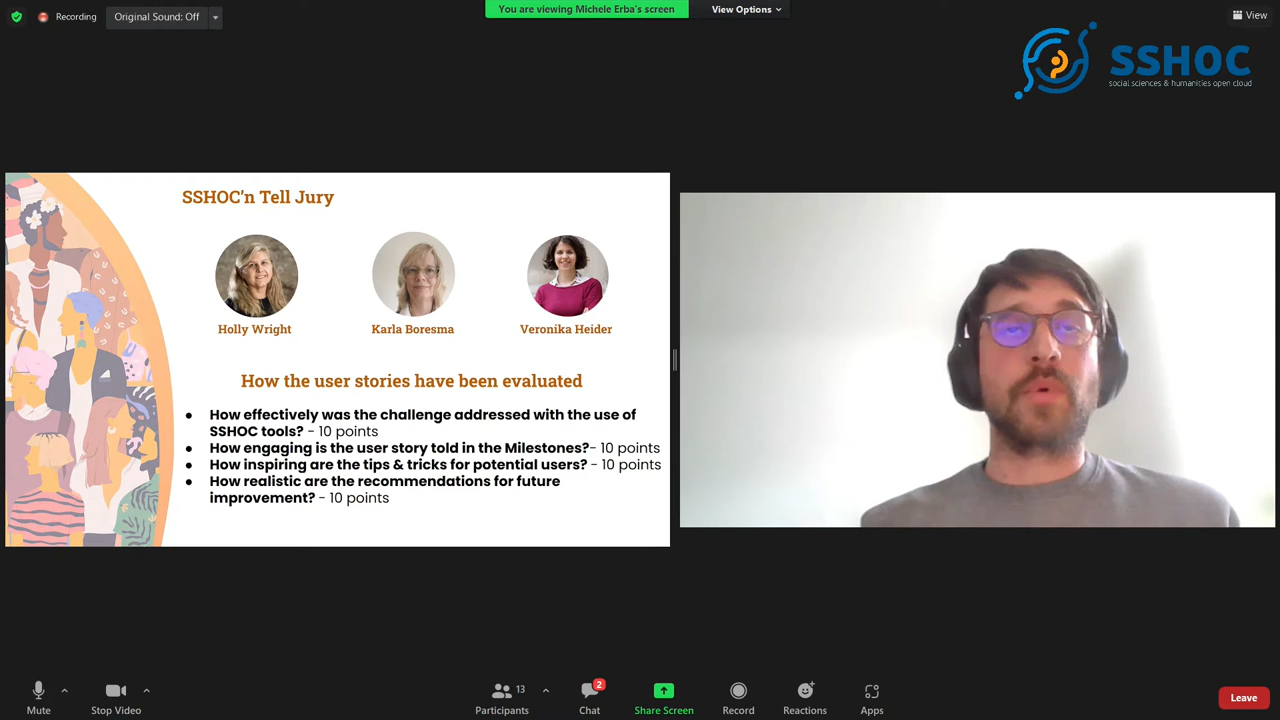 Recording
Original Sound: Off
You are viewing Michele Erba's screen
View Options
View
SSHOC
social sciences & humanities open cloud
SSHOC'n Tell Jury
Holly Wright
Karla Boresma
Veronika Heider
How the user stories have been evaluated
● How effectively was the challenge addressed with the use of
SSHOC tools? - 10 points
● How engaging is the user story told in the Milestones?- 10 points
● How inspiring are the tips & tricks for potential users? - 10 points
● How realistic are the recommendations for future
improvement? - 10 points
Mute
Stop Video
13
Participants
2
Chat
Share Screen
Record
Reactions
Apps
Leave